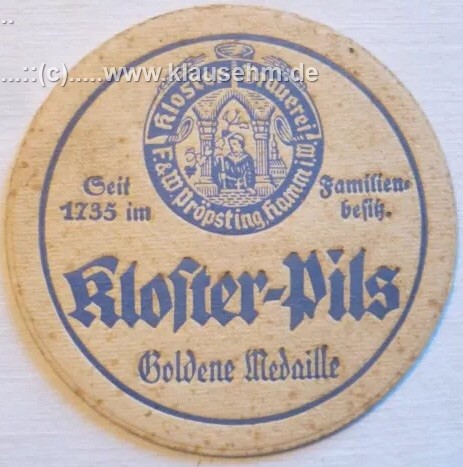 ...::(c).....www.klausehm.de
Klosterbrauerei
F. & W. Pröpsting, Hamm i. W.
Seit
1735 im
Familien-
besitz.
Kloster-Pils
Goldene Medaille